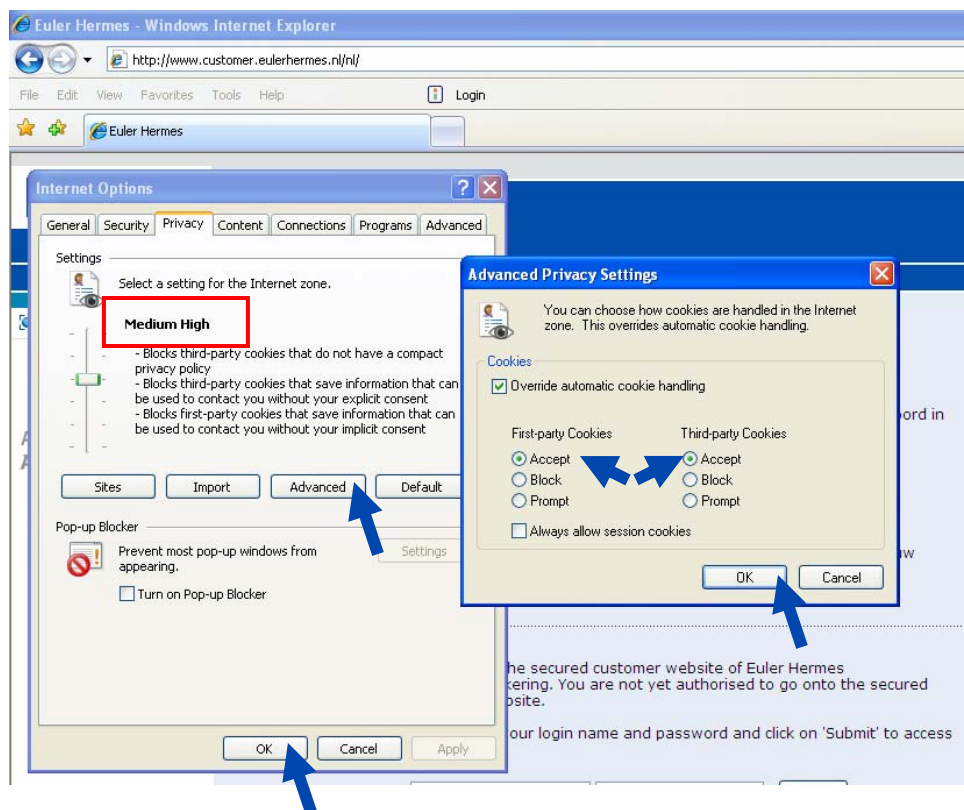 Euler Hermes - Windows Internet Explorer
http://www.customer.eulerhermes.nl/nl/
File Edit View Favorites Tools Help
Login
Euler Hermes
Internet Options
General Security Privacy Content Connections Programs Advanced
Settings
Select a setting for the Internet zone.
Medium High
- Blocks third-party cookies that do not have a compact
privacy policy
- Blocks third-party cookies that save information that can
be used to contact you without your explicit consent
- Blocks first-party cookies that save information that can
be used to contact you without your implicit consent
Sites Import Advanced Default
Pop-up Blocker
Prevent most pop-up windows from
appearing.
Settings
Turn on Pop-up Blocker
OK Cancel Apply
Advanced Privacy Settings
You can choose how cookies are handled in the Internet
zone. This overrides automatic cookie handling.
Cookies
Override automatic cookie handling
First-party Cookies Third-party Cookies
Accept Accept
Block Block
Prompt Prompt
Always allow session cookies
OK Cancel
ord in
he secured customer website of Euler Hermes
kering. You are not yet authorised to go onto the secured
osite.
our login name and password and click on 'Submit' to access